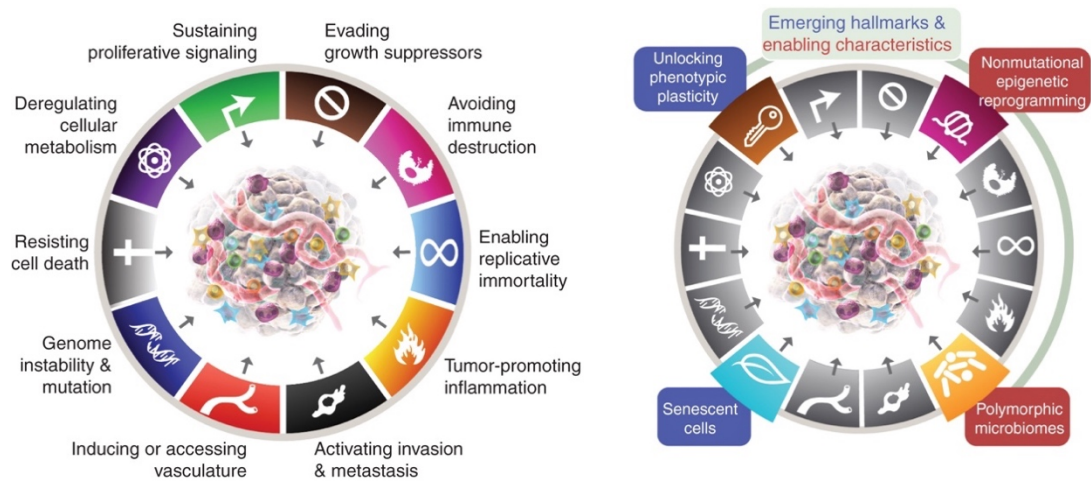 Sustaining
proliferative signaling
Evading
growth suppressors
Deregulating
cellular
metabolism
Avoiding
immune
destruction
Resisting
cell death
Enabling
replicative
immortality
Genome
instability &
mutation
Tumor-promoting
inflammation
Inducing or accessing
vasculature
Activating invasion
& metastasis
Emerging hallmarks &
enabling characteristics
Unlocking
phenotypic
plasticity
Nonmutational
epigenetic
reprogramming
Senescent
cells
Polymorphic
microbiomes